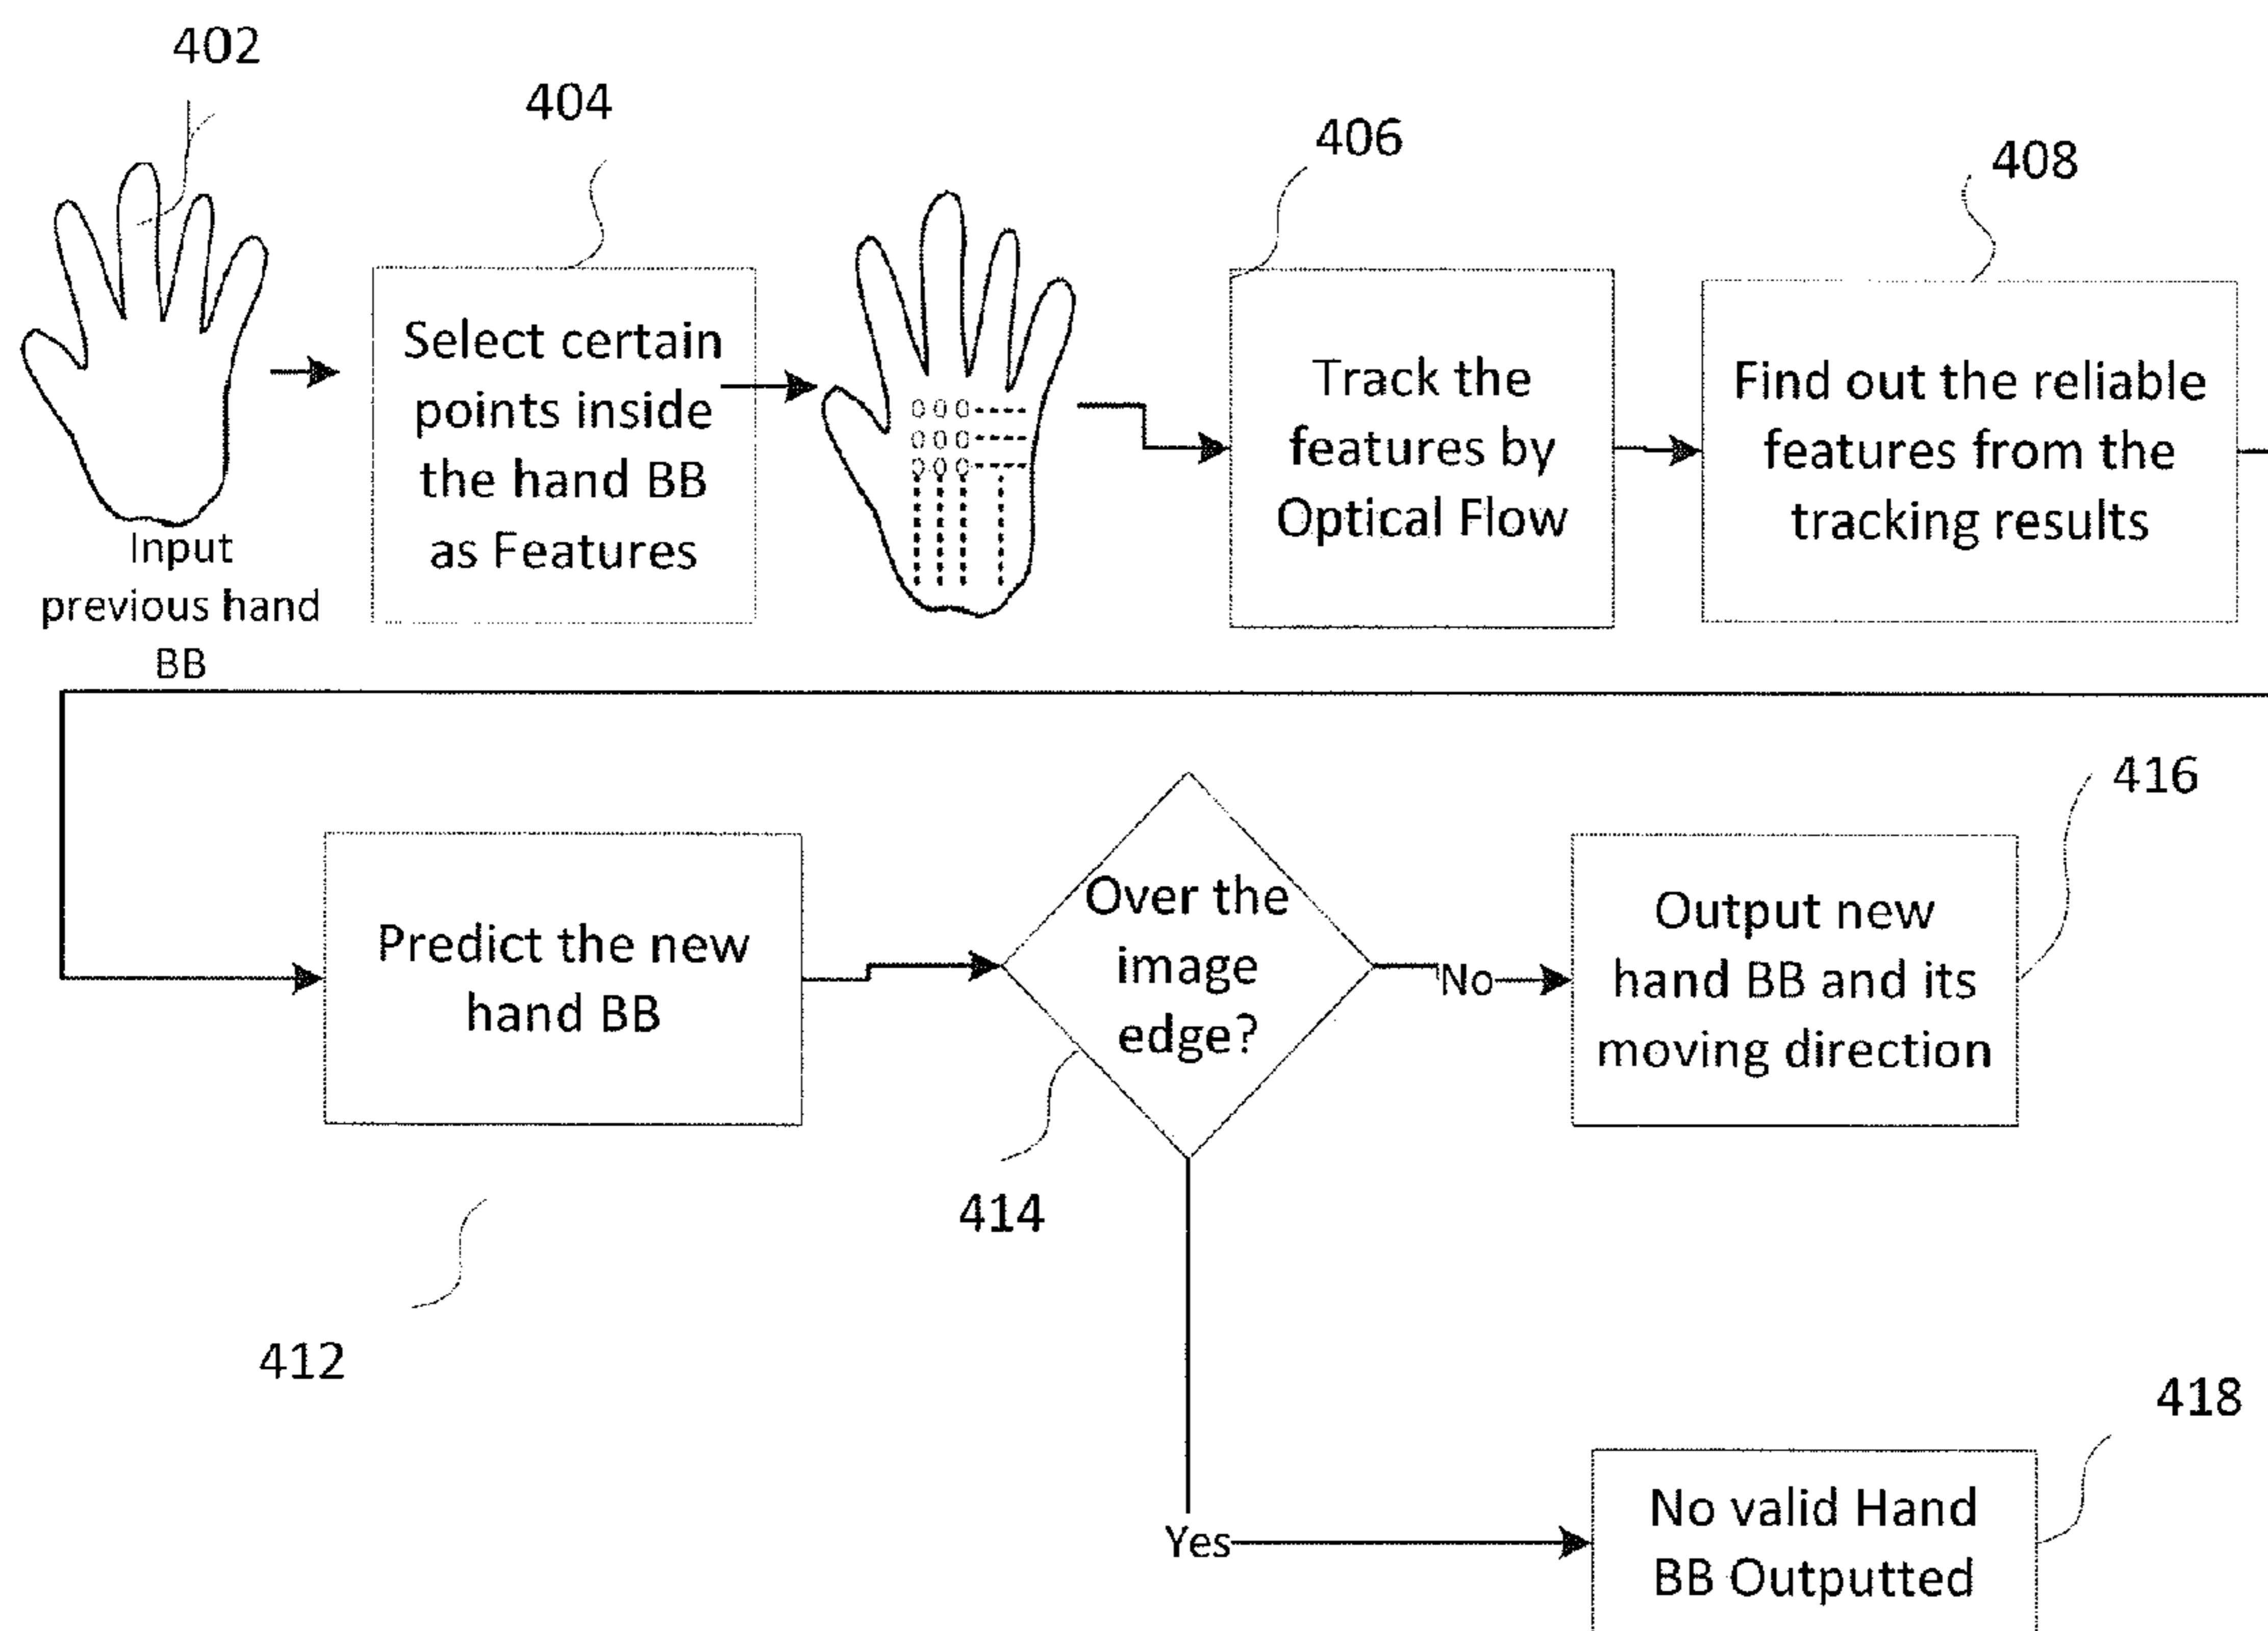 402
404
406
408
Input
previous hand
BB
Select certain
points inside
the hand BB
as Features
000
000
000
Track the
features by
Optical Flow
Find out the reliable
features from the
tracking results
Predict the new
hand BB
412
Over the
image
edge?
414
No
Output new
hand BB and its
moving direction
416
Yes
No valid Hand
BB Outputted
418